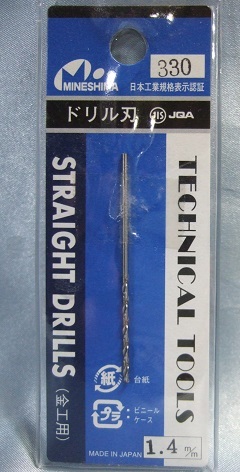 MINESHIMA
330
日本工業規格表示認証
ドリル刃
JIS JQA
TECHNICAL TOOLS
STRAIGHT DRILLS
(金工用)
紙
台紙
プラ
ビニール
ケース
MADE IN JAPAN
1.4 m/m